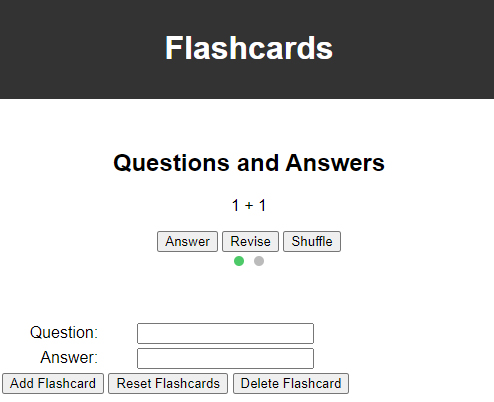 Flashcards
Questions and Answers
1 + 1
Answer Revise Shuffle
Question:
Answer:
Add Flashcard Reset Flashcards Delete Flashcard